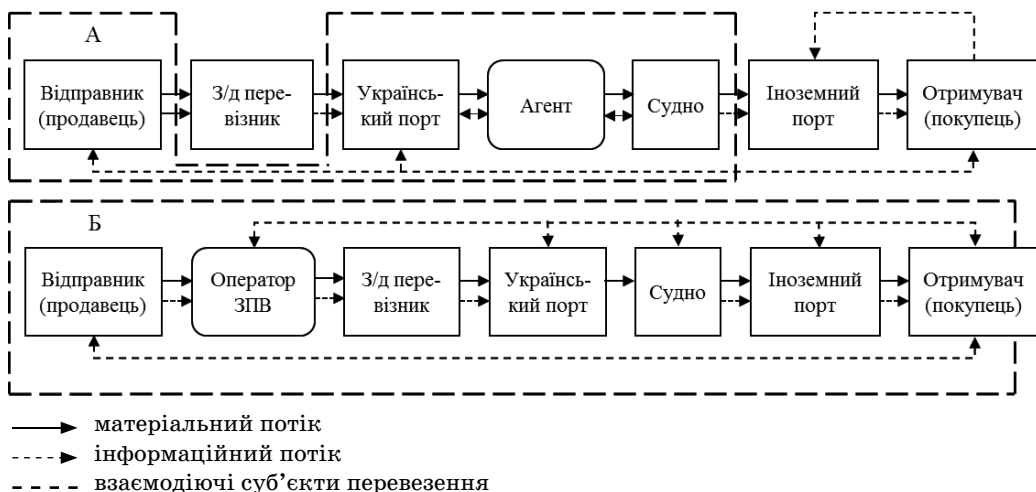 А
Відправник
(продавець)
З/д пере-
візник
Українсь-
кий порт
Агент
Судно
Іноземний
порт
Отримувач
(покупець)
Б
Відправник
(продавець)
Оператор
ЗПВ
З/д пере-
візник
Українсь-
кий порт
Судно
Іноземний
порт
Отримувач
(покупець)
матеріальний потік
інформаційний потік
взаємодіючі суб’єкти перевезення